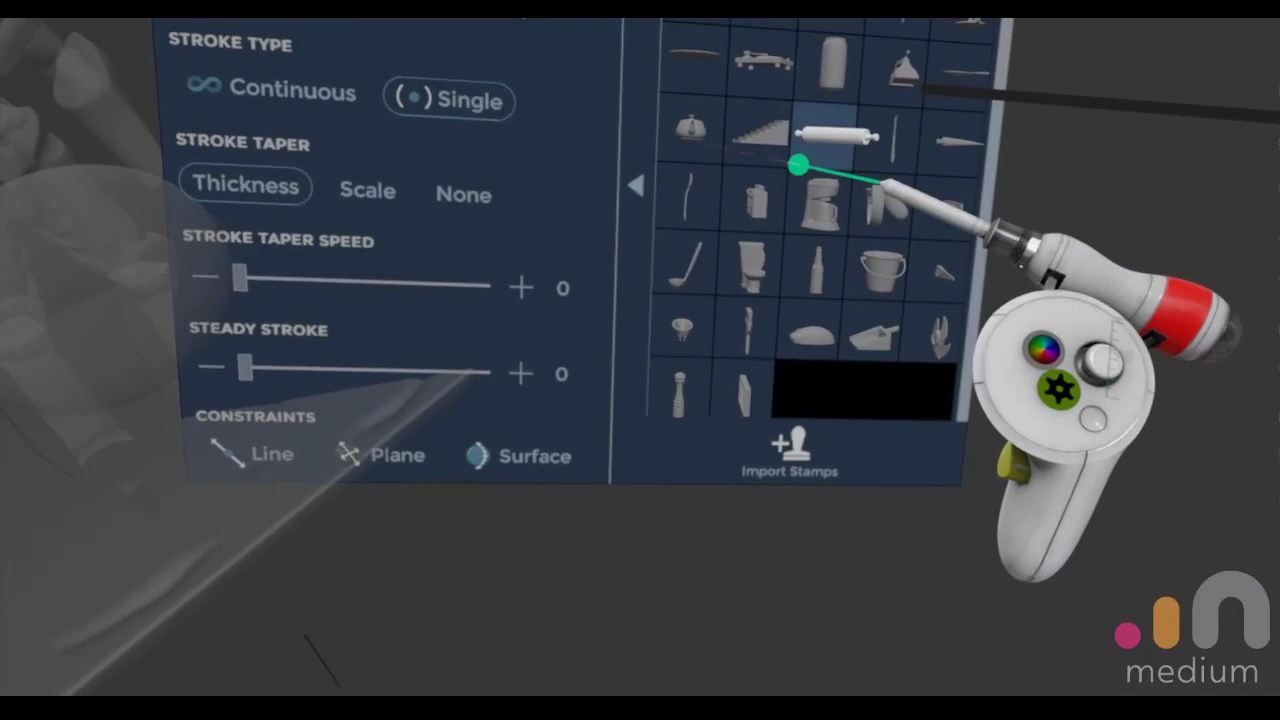 STROKE TYPE
Continuous
Single
STROKE TAPER
Thickness
Scale
None
STROKE TAPER SPEED
0
STEADY STROKE
0
CONSTRAINTS
Line
Plane
Surface
Import Stamps
medium